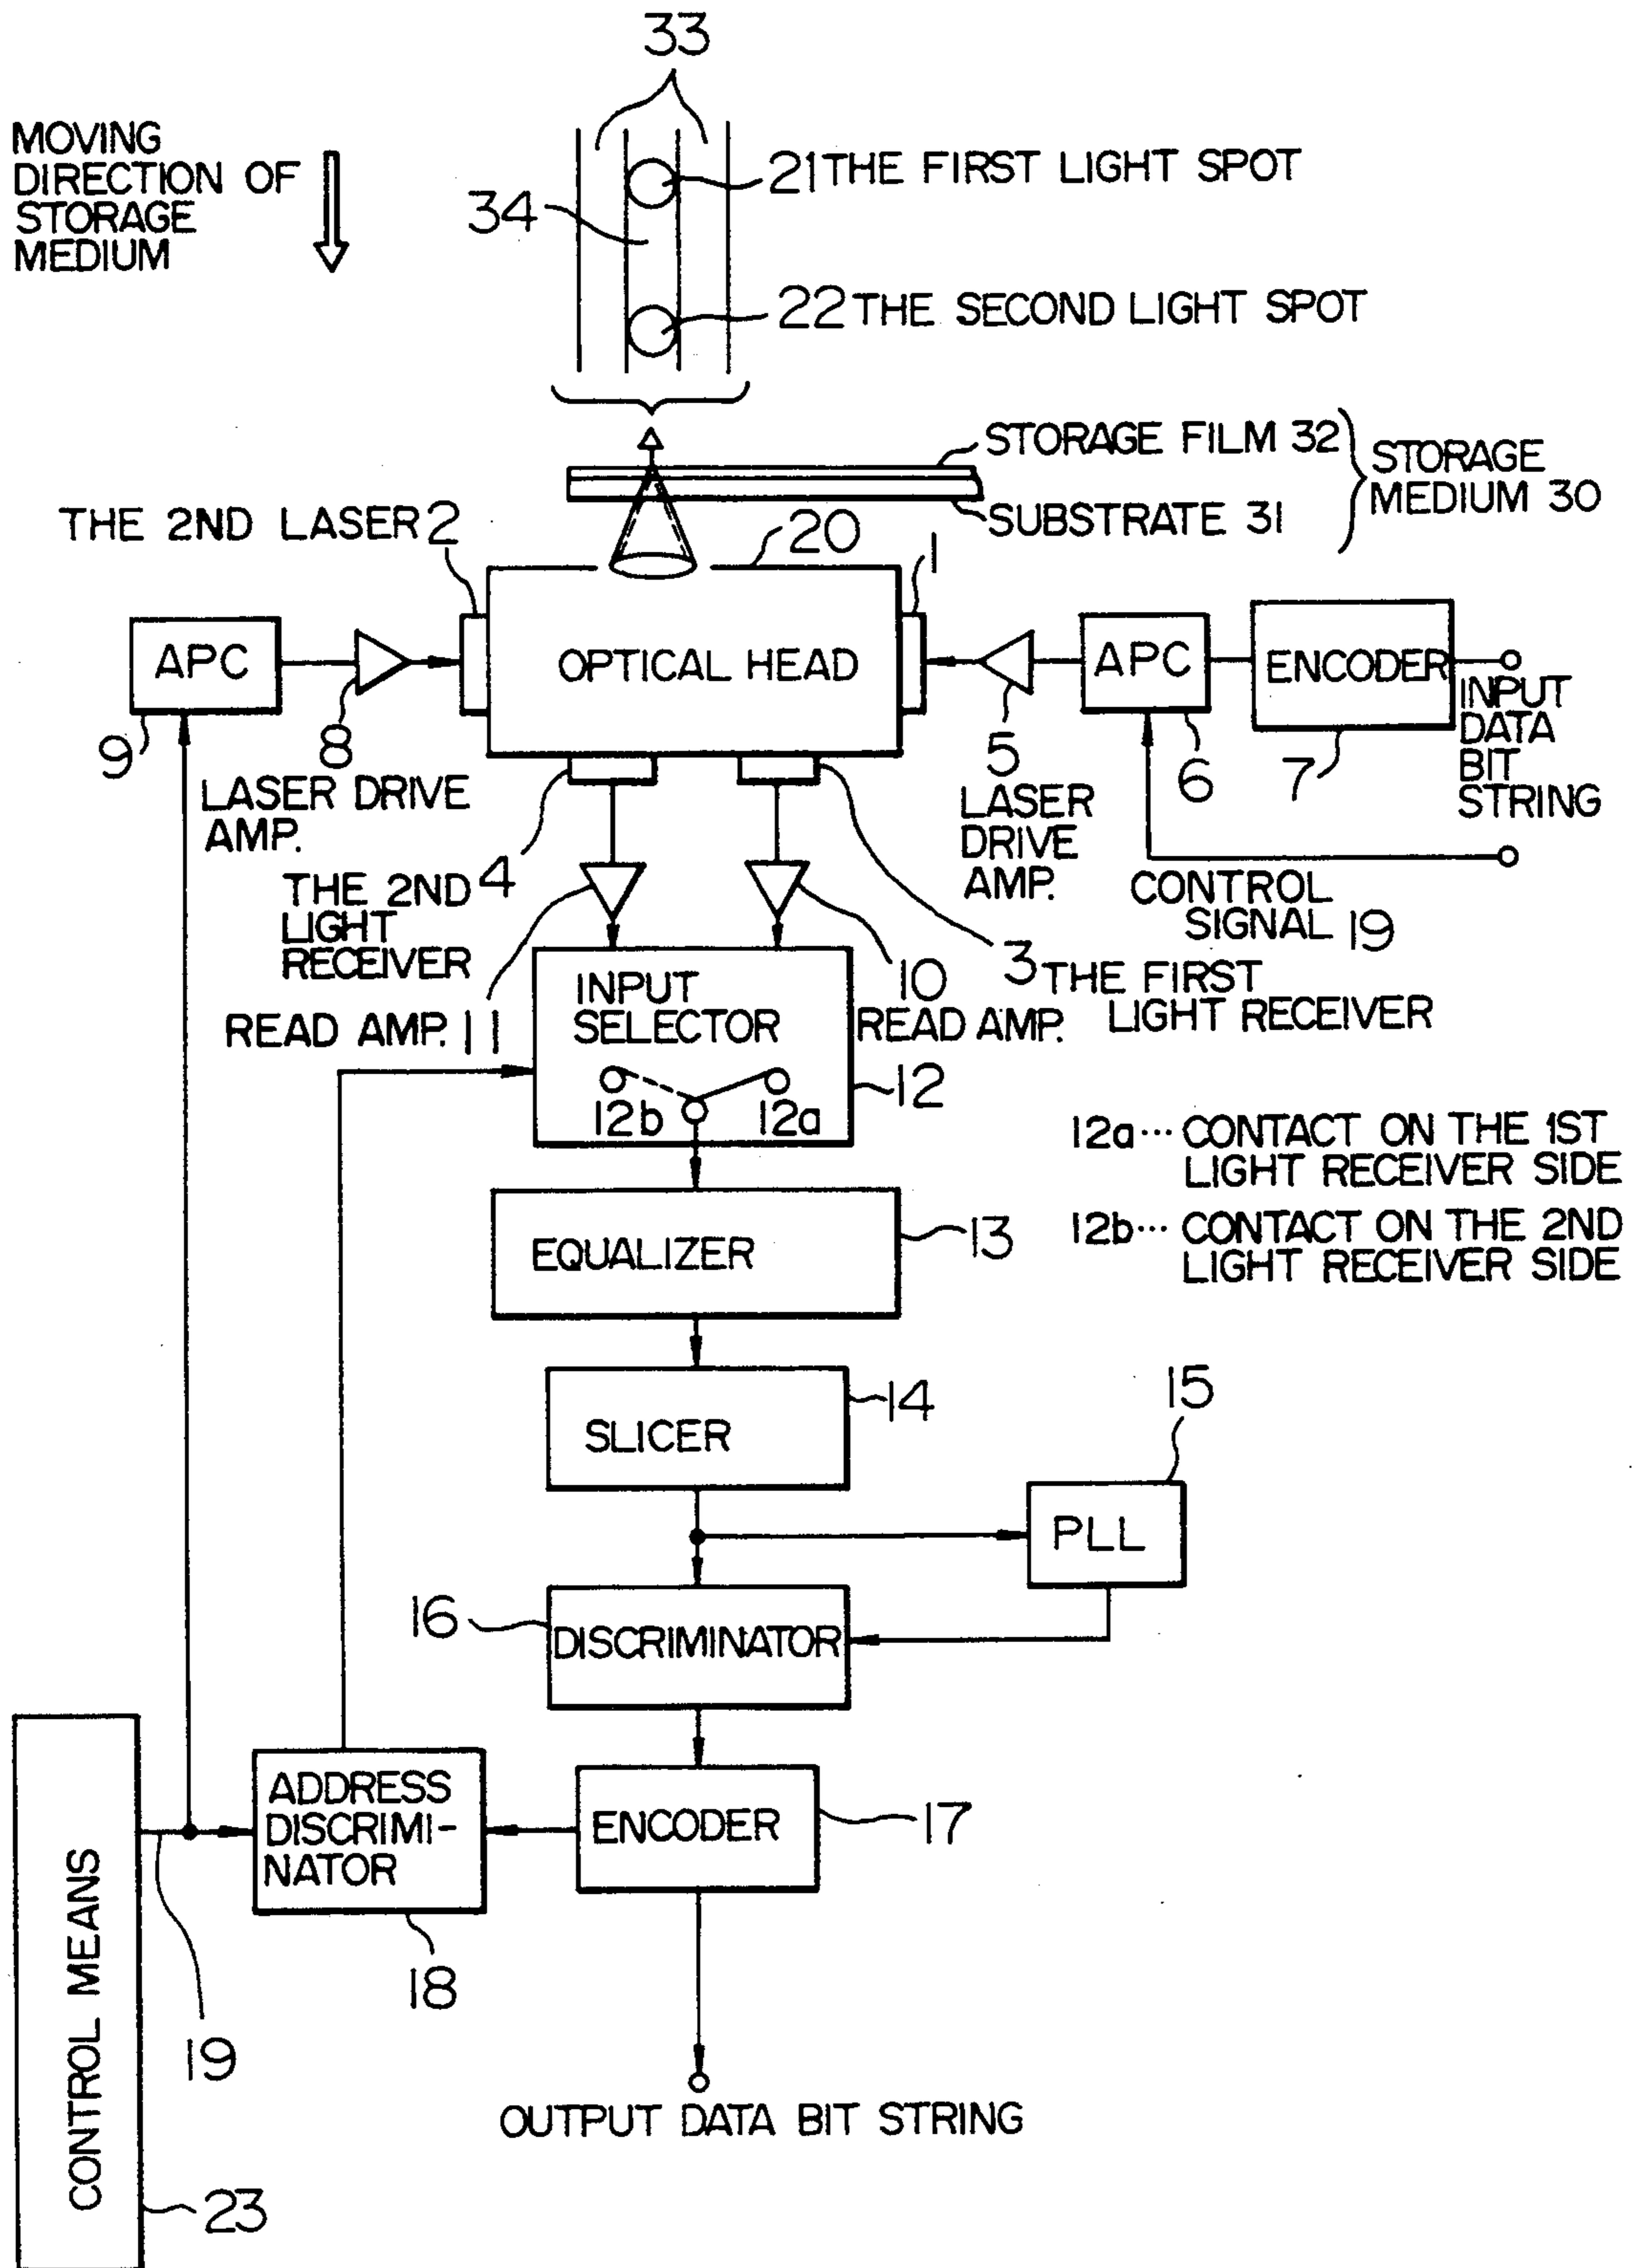 33
MOVING
DIRECTION OF
STORAGE
MEDIUM
21 THE FIRST LIGHT SPOT
34
22 THE SECOND LIGHT SPOT
STORAGE FILM 32
STORAGE
MEDIUM 30
SUBSTRATE 31
THE 2ND LASER 2
20
1
APC
OPTICAL HEAD
APC
ENCODER
INPUT
DATA
BIT
STRING
9
8
LASER DRIVE
AMP.
5
LASER
DRIVE
AMP.
6
7
4
THE 2ND
LIGHT
RECEIVER
CONTROL
SIGNAL 19
3 THE FIRST
LIGHT RECEIVER
READ AMP. 11
10
READ AMP.
INPUT
SELECTOR
12b
12a
12
12a··· CONTACT ON THE 1ST
LIGHT RECEIVER SIDE
12b··· CONTACT ON THE 2ND
LIGHT RECEIVER SIDE
EQUALIZER
13
SLICER
14
15
PLL
16
DISCRIMINATOR
ADDRESS
DISCRIMI-
NATOR
ENCODER
17
18
19
CONTROL MEANS
23
OUTPUT DATA BIT STRING